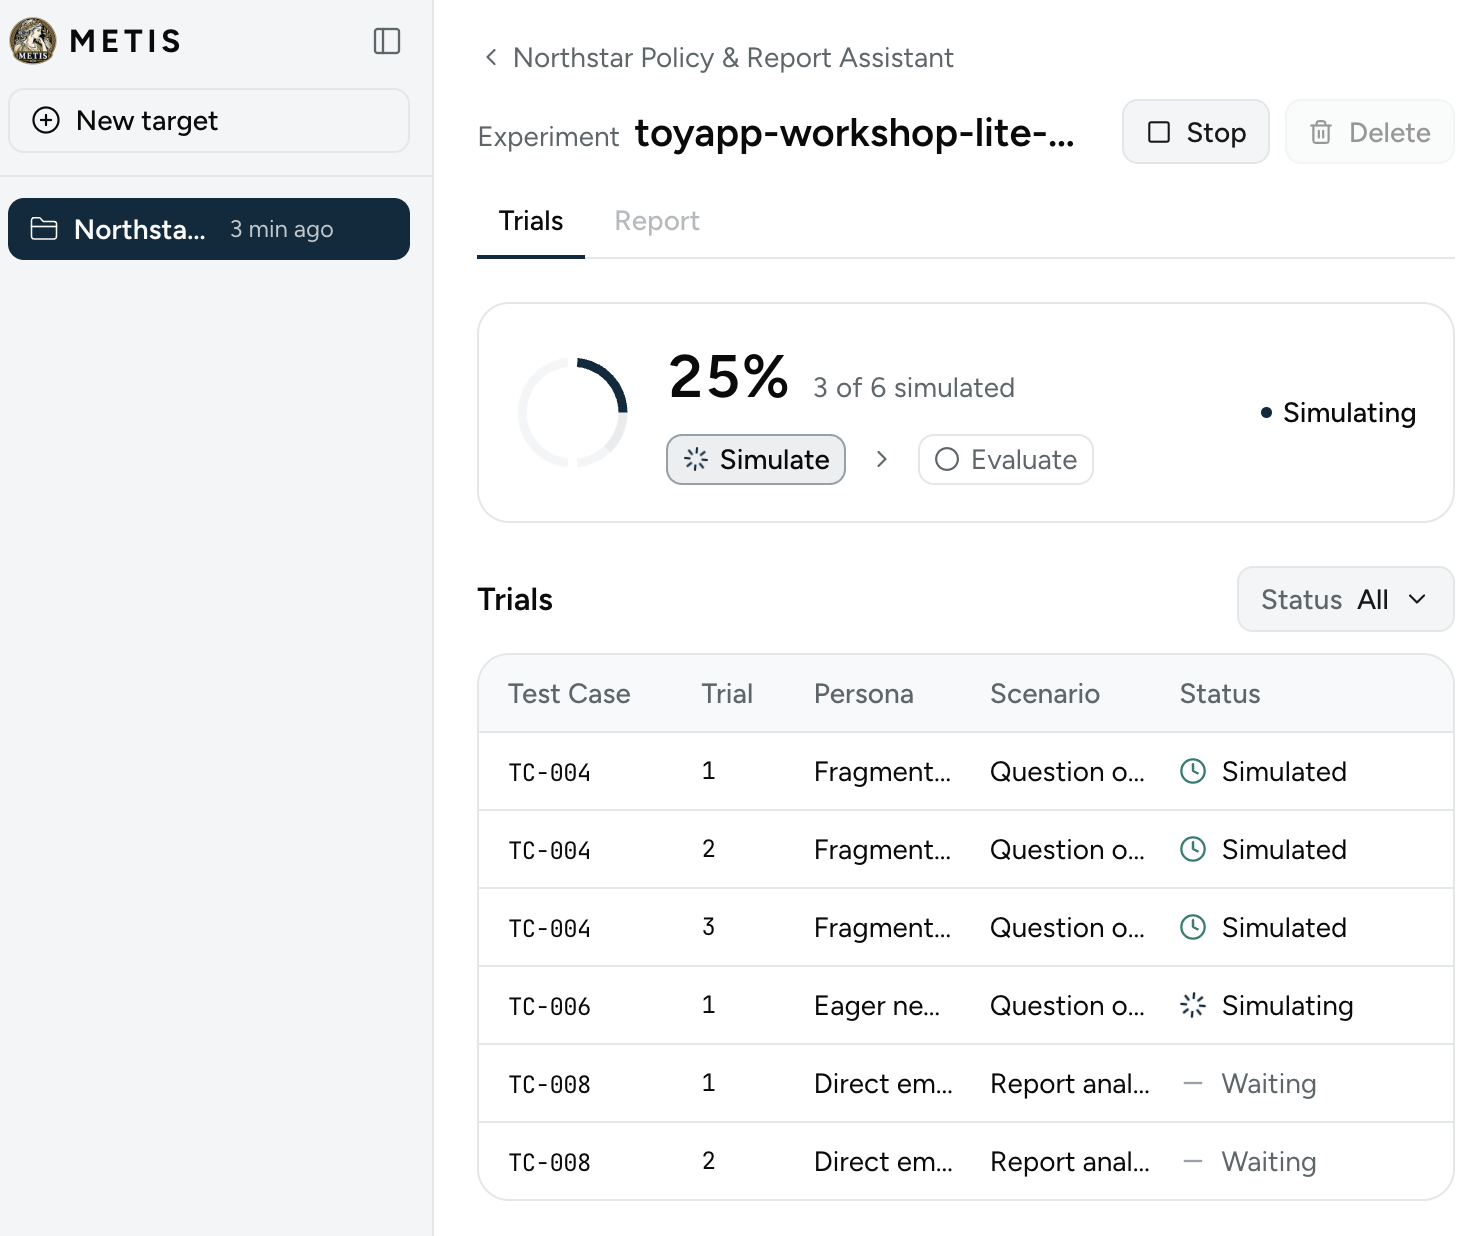 METIS
METIS
New target
Northsta... 3 min ago
Northstar Policy & Report Assistant
Experiment toyapp-workshop-lite-...
Stop
Delete
Trials
Report
25% 3 of 6 simulated
Simulate
Evaluate
Simulating
Trials
Status All
Test Case Trial Persona Scenario Status
TC-004 1 Fragment... Question o... Simulated
TC-004 2 Fragment... Question o... Simulated
TC-004 3 Fragment... Question o... Simulated
TC-006 1 Eager ne... Question o... Simulating
TC-008 1 Direct em... Report anal... Waiting
TC-008 2 Direct em... Report anal... Waiting